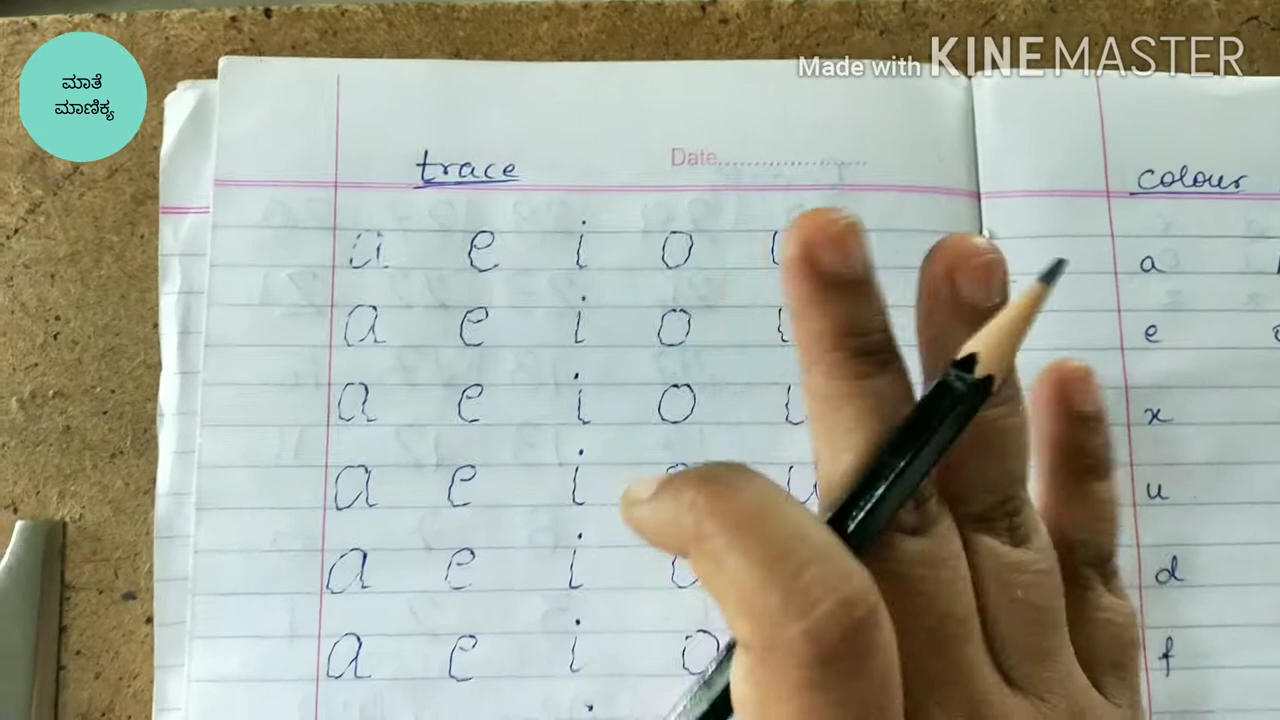 ಮಾತೆ
ಮಾಣಿಕ್ಯ
Made with KINEMASTER
trace
Date
a e i o
a e i o
a e i o u
a e i u
a e i o
a e i o
colour
a
e
x
u
d
f